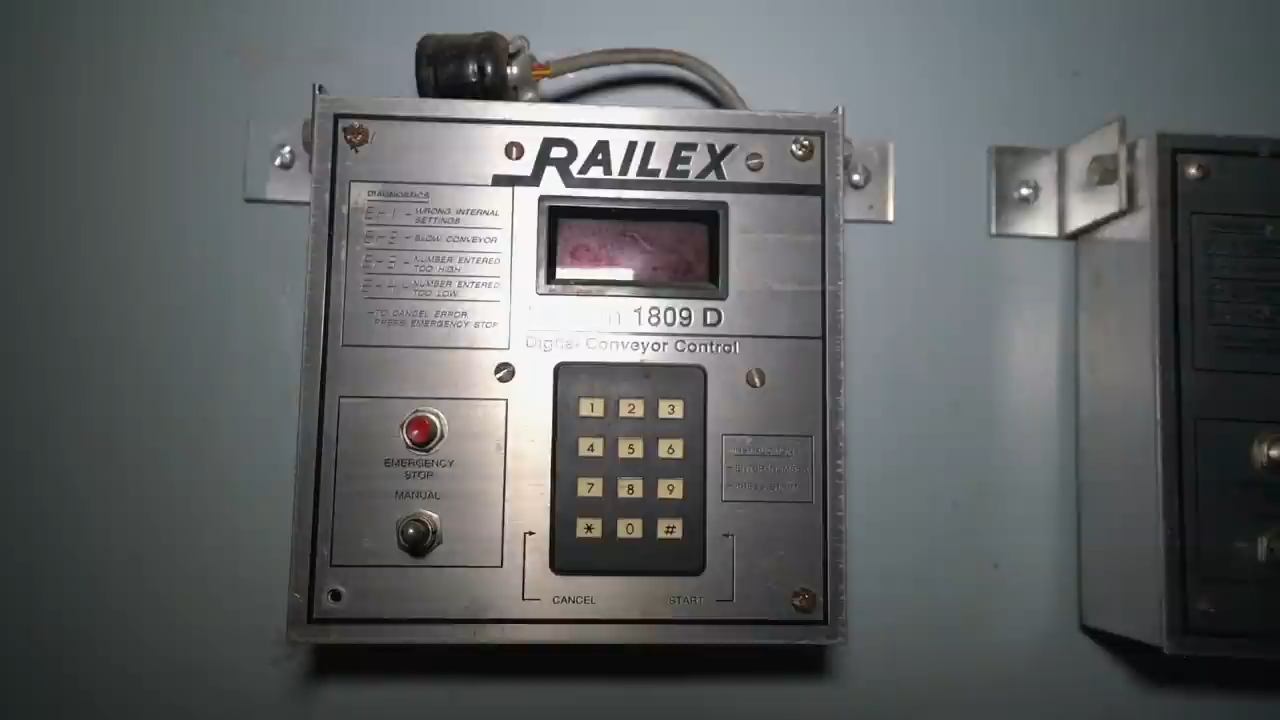 RAILEX
DIAGNOSTICS
E-1 - WRONG INTERNAL
SETTINGS
E-2 - SLOW CONVEYOR
E-3 - NUMBER ENTERED
TOO HIGH
E-4 - NUMBER ENTERED
TOO LOW
-TO CANCEL ERROR,
PRESS EMERGENCY STOP
1809 D
Digital Conveyor Control
1 2 3
4 5 6
7 8 9
* 0 #
EMERGENCY
STOP
MANUAL
CANCEL START